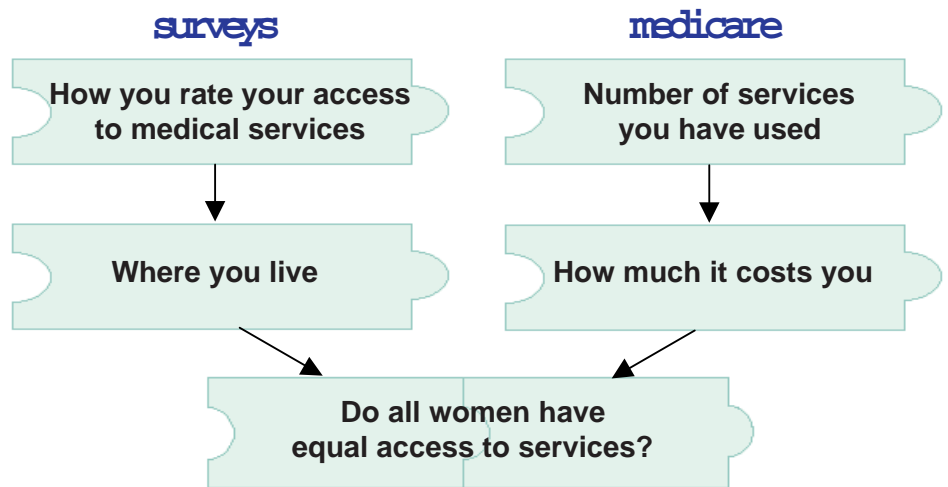 surveys
medicare
How you rate your access
to medical services
Number of services
you have used
Where you live
How much it costs you
Do all women have
equal access to services?